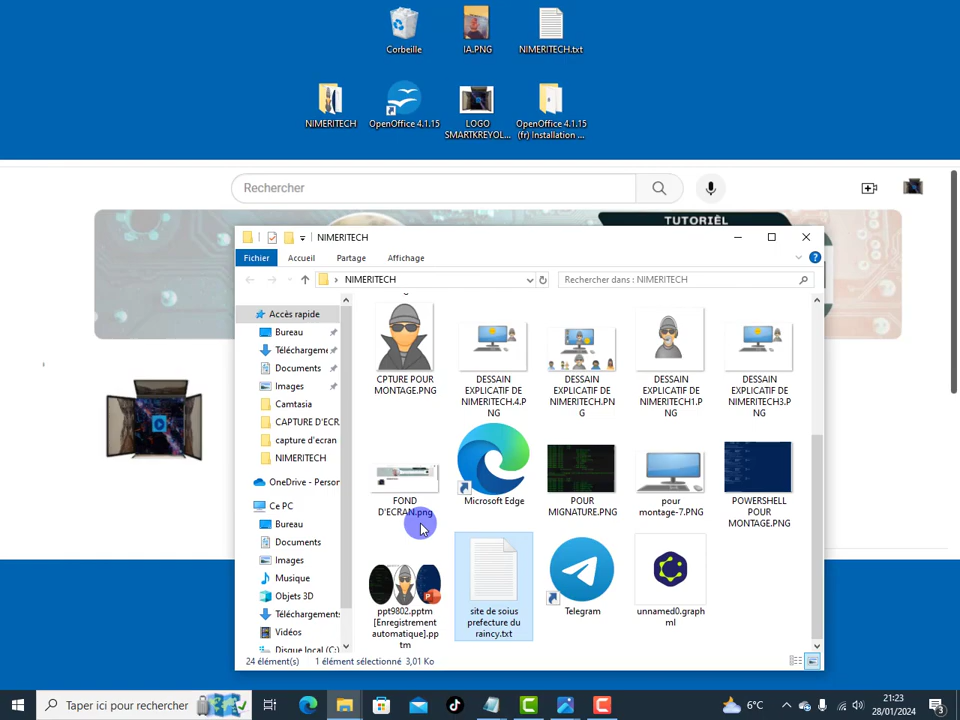 Corbeille
IA.PNG
NIMERITECH.txt
NIMERITECH
OpenOffice 4.1.15
LOGO
SMARTKREYOL...
OpenOffice 4.1.15
(fr) Installation ...
Rechercher
TUTORIÈL
NIMERITECH
Fichier
Accueil
Partage
Affichage
NIMERITECH
Rechercher dans : NIMERITECH
Accès rapide
Bureau
Téléchargeme
Documents
Images
Camtasia
CAPTURE D'ECR
capture d'ecran
NIMERITECH
OneDrive - Person
Ce PC
Bureau
Documents
Images
Musique
Objets 3D
Téléchargements
Vidéos
Disque local (C:)
CPTURE POUR
MONTAGE.PNG
DESSAIN
EXPLICATIF DE
NIMERITECH.4.P
NG
DESSAIN
EXPLICATIF DE
NIMERITECH.PN
G
DESSAIN
EXPLICATIF DE
NIMERITECH1.P
NG
DESSAIN
EXPLICATIF DE
NIMERITECH3.P
NG
FOND
D'ECRAN.png
Microsoft Edge
POUR
MIGNATURE.PNG
pour
montage-7.PNG
POWERSHELL
POUR
MONTAGE.PNG
ppt9802.pptm
[Enregistrement
automatique].pp
tm
site de soius
prefecture du
raincy.txt
Telegram
unnamed0.graph
ml
24 élément(s)
1 élément sélectionné 3,01 Ko
Taper ici pour rechercher
6°C
21:23
28/01/2024
3